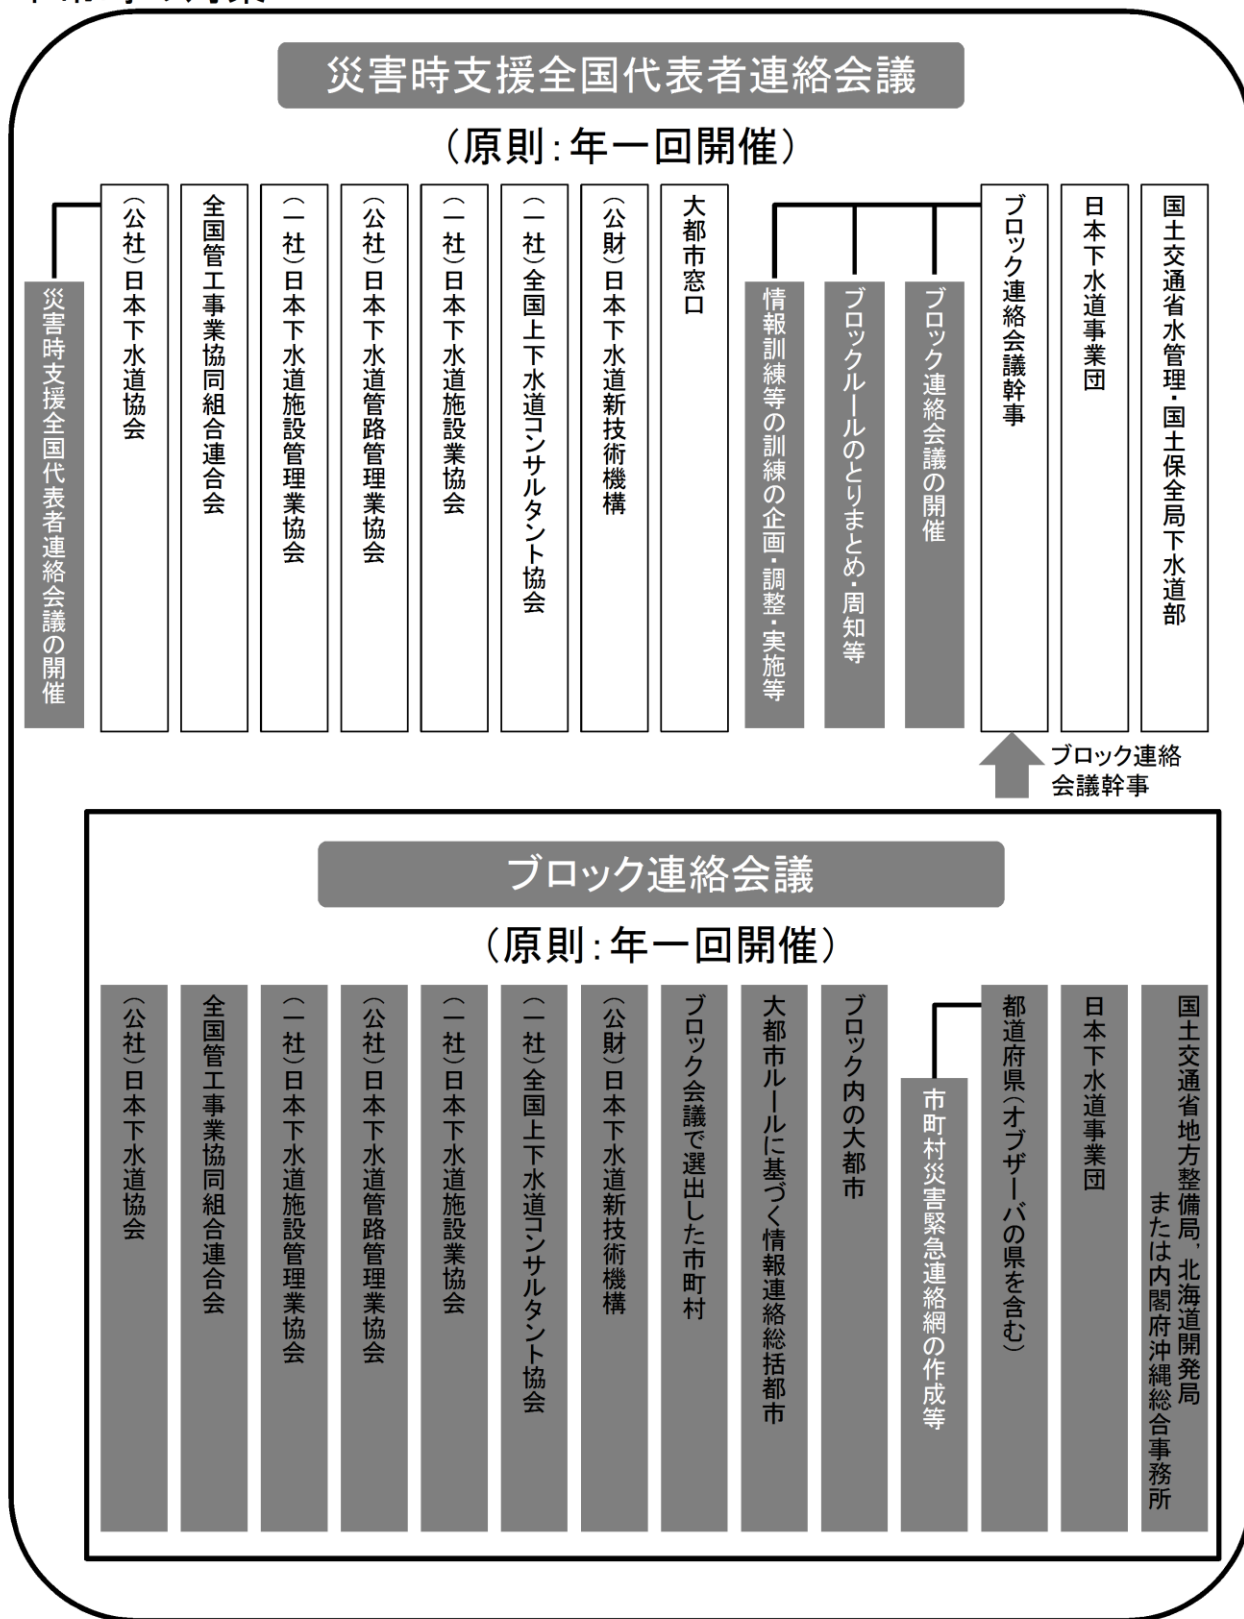 災害時支援全国代表者連絡会議
（原則：年一回開催）
国土交通省水管理・国土保全局下水道部
日本下水道事業団
ブロック連絡会議幹事
ブロック連絡会議の開催
ブロックルールのとりまとめ・周知等
情報訓練等の訓練の企画・調整・実施等
大都市窓口
（公財）日本下水道新技術機構
（一社）全国上下水道コンサルタント協会
（一社）日本下水道施設業協会
（公社）日本下水道管路管理業協会
（一社）日本下水道施設管理業協会
全国管工事業協同組合連合会
（公社）日本下水道協会
災害時支援全国代表者連絡会議の開催
ブロック連絡
会議幹事
ブロック連絡会議
（原則：年一回開催）
国土交通省地方整備局，北海道開発局
または内閣府沖縄総合事務所
日本下水道事業団
都道府県（オブザーバの県を含む）
市町村災害緊急連絡網の作成等
ブロック内の大都市
大都市ルールに基づく情報連絡総括都市
ブロック会議で選出した市町村
（公財）日本下水道新技術機構
（一社）全国上下水道コンサルタント協会
（一社）日本下水道施設業協会
（公社）日本下水道管路管理業協会
（一社）日本下水道施設管理業協会
全国管工事業協同組合連合会
（公社）日本下水道協会